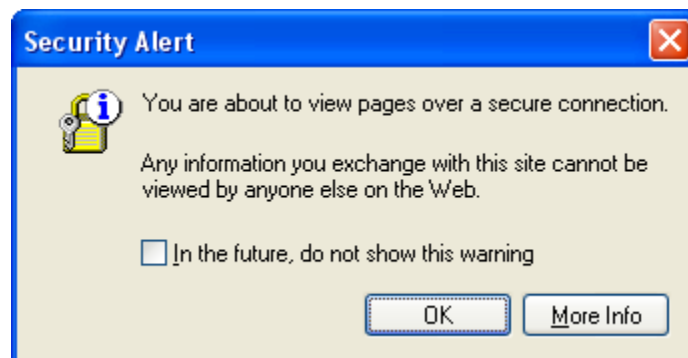 Security Alert
You are about to view pages over a secure connection.
Any information you exchange with this site cannot be
viewed by anyone else on the Web.
In the future, do not show this warning
OK
More Info